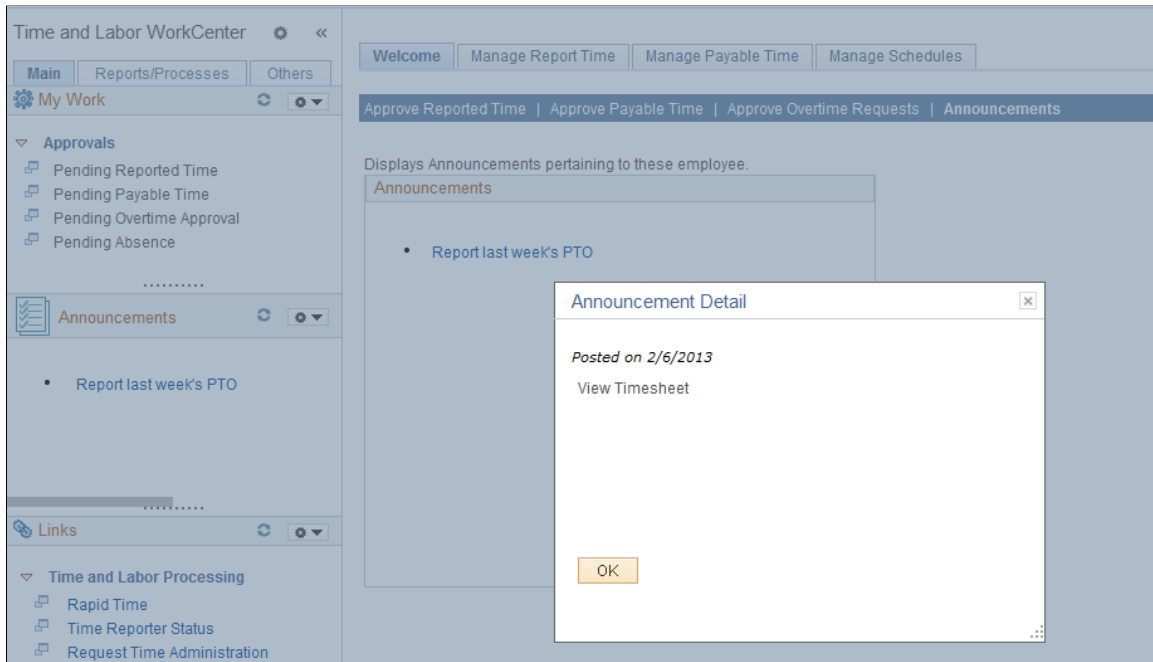 Time and Labor WorkCenter
Main Reports/Processes Others
My Work
Approvals
Pending Reported Time
Pending Payable Time
Pending Overtime Approval
Pending Absence
Announcements
Report last week's PTO
Links
Time and Labor Processing
Rapid Time
Time Reporter Status
Request Time Administration
Welcome Manage Report Time Manage Payable Time Manage Schedules
Approve Reported Time | Approve Payable Time | Approve Overtime Requests | Announcements
Displays Announcements pertaining to these employee.
Announcements
Report last week's PTO
Announcement Detail
Posted on 2/6/2013
View Timesheet
OK